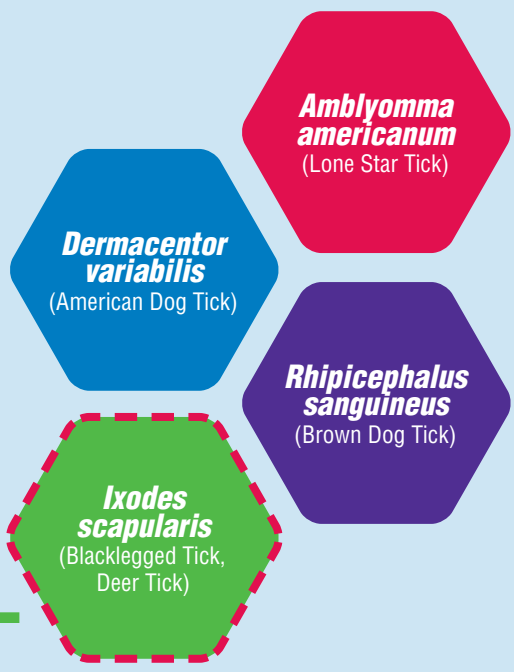 Amblyomma
americanum
(Lone Star Tick)
Dermacentor
variabilis
(American Dog Tick)
Rhipicephalus
sanguineus
(Brown Dog Tick)
Ixodes
scapularis
(Blacklegged Tick,
Deer Tick)